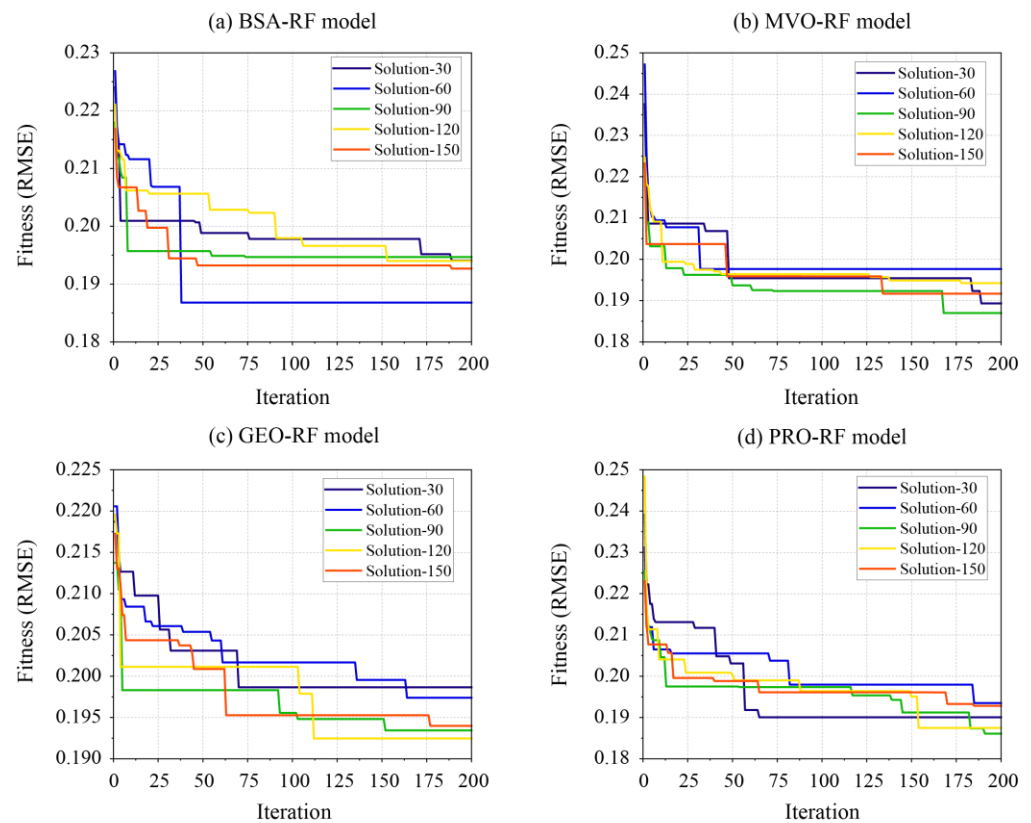 (a) BSA-RF model
0.23
0.22
0.21
0.20
0.19
0.18
Fitness (RMSE)
Solution-30
Solution-60
Solution-90
Solution-120
Solution-150
0 25 50 75 100 125 150 175 200
Iteration
(b) MVO-RF model
0.25
0.24
0.23
0.22
0.21
0.20
0.19
0.18
Fitness (RMSE)
Solution-30
Solution-60
Solution-90
Solution-120
Solution-150
0 25 50 75 100 125 150 175 200
Iteration
(c) GEO-RF model
0.225
0.220
0.215
0.210
0.205
0.200
0.195
0.190
Fitness (RMSE)
Solution-30
Solution-60
Solution-90
Solution-120
Solution-150
0 25 50 75 100 125 150 175 200
Iteration
(d) PRO-RF model
0.25
0.24
0.23
0.22
0.21
0.20
0.19
0.18
Fitness (RMSE)
Solution-30
Solution-60
Solution-90
Solution-120
Solution-150
0 25 50 75 100 125 150 175 200
Iteration